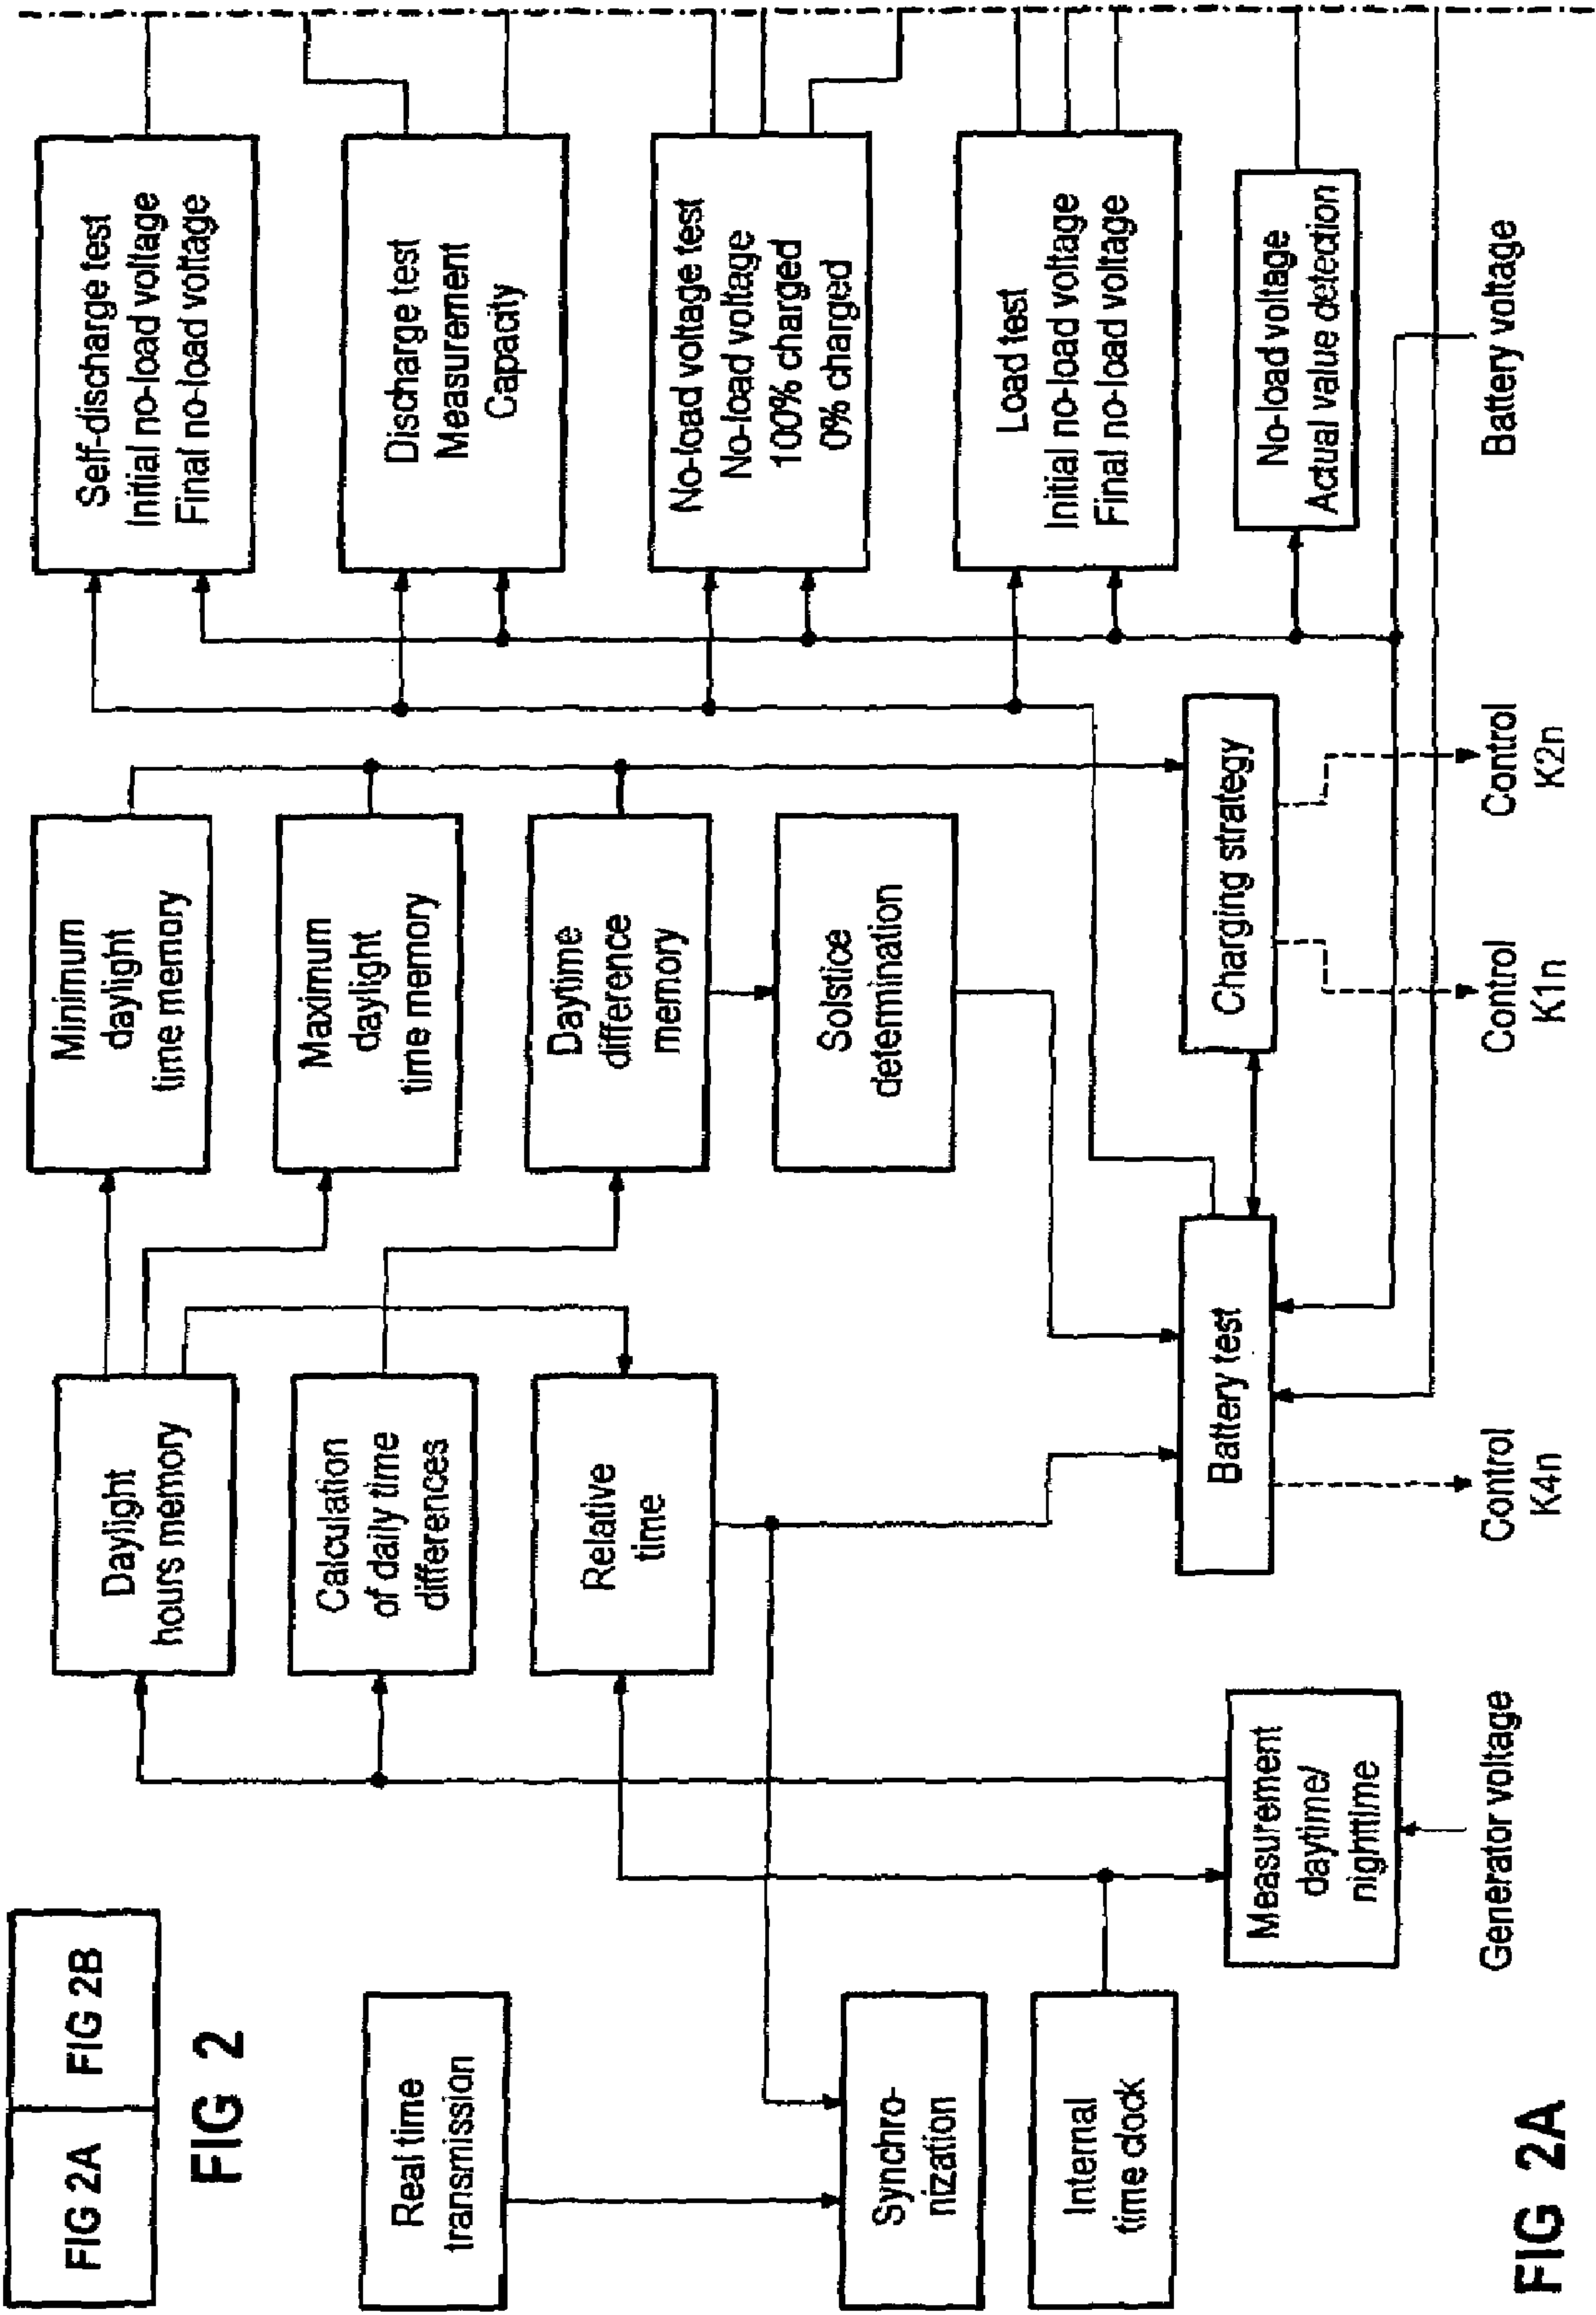 FIG 2A
FIG 2B
FIG 2
Real time
transmission
Synchro-
nization
Internal
time clock
Daylight
hours memory
Calculation
of daily time
differences
Relative
time
Measurement
daytime/
nighttime
Generator voltage
Minimum
daylight
time memory
Maximum
daylight
time memory
Daytime
difference
memory
Solstice
determination
Battery test
Control
K4n
Charging strategy
Control
K1n
Control
K2n
Self-discharge test
Initial no-load voltage
Final no-load voltage
Discharge test
Measurement
Capacity
No-load voltage test
No-load voltage
100% charged
0% charged
Load test
Initial no-load voltage
Final no-load voltage
No-load voltage
Actual value detection
Battery voltage
FIG 2A